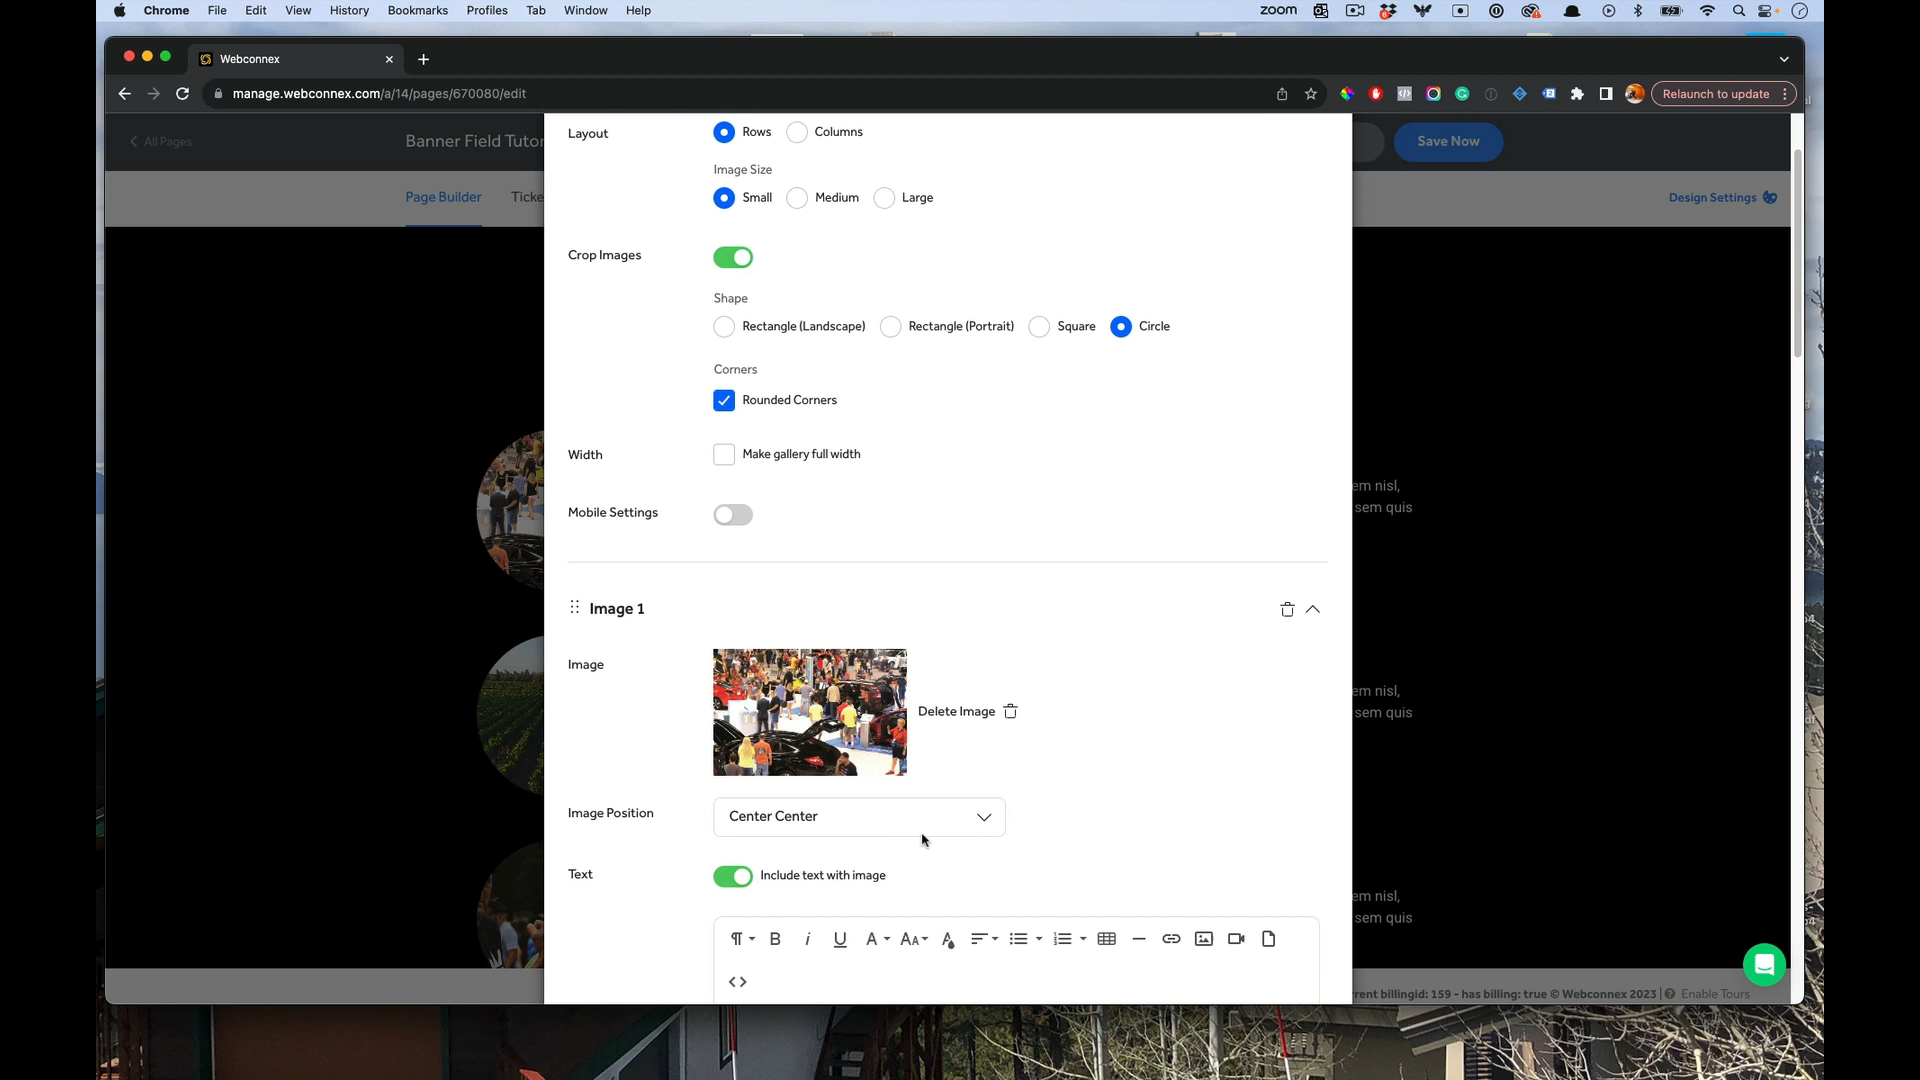 Chrome File Edit View History Bookmarks Profiles Tab Window Help zoom
Webconnex
manage.webconnex.com/a/14/pages/670080/edit
Relaunch to update
All Pages
Banner Field Tutor
Save Now
Page Builder
Ticke
Design Settings
Layout
Rows
Columns
Image Size
Small
Medium
Large
Crop Images
Shape
Rectangle (Landscape)
Rectangle (Portrait)
Square
Circle
Corners
Rounded Corners
Width
Make gallery full width
Mobile Settings
em nisl,
sem quis
Image 1
Image
Delete Image
em nisl,
sem quis
Image Position
Center Center
Text
Include text with image
em nisl,
sem quis
rent billingid: 159 - has billing: true © Webconnex 2023 | Enable Tours